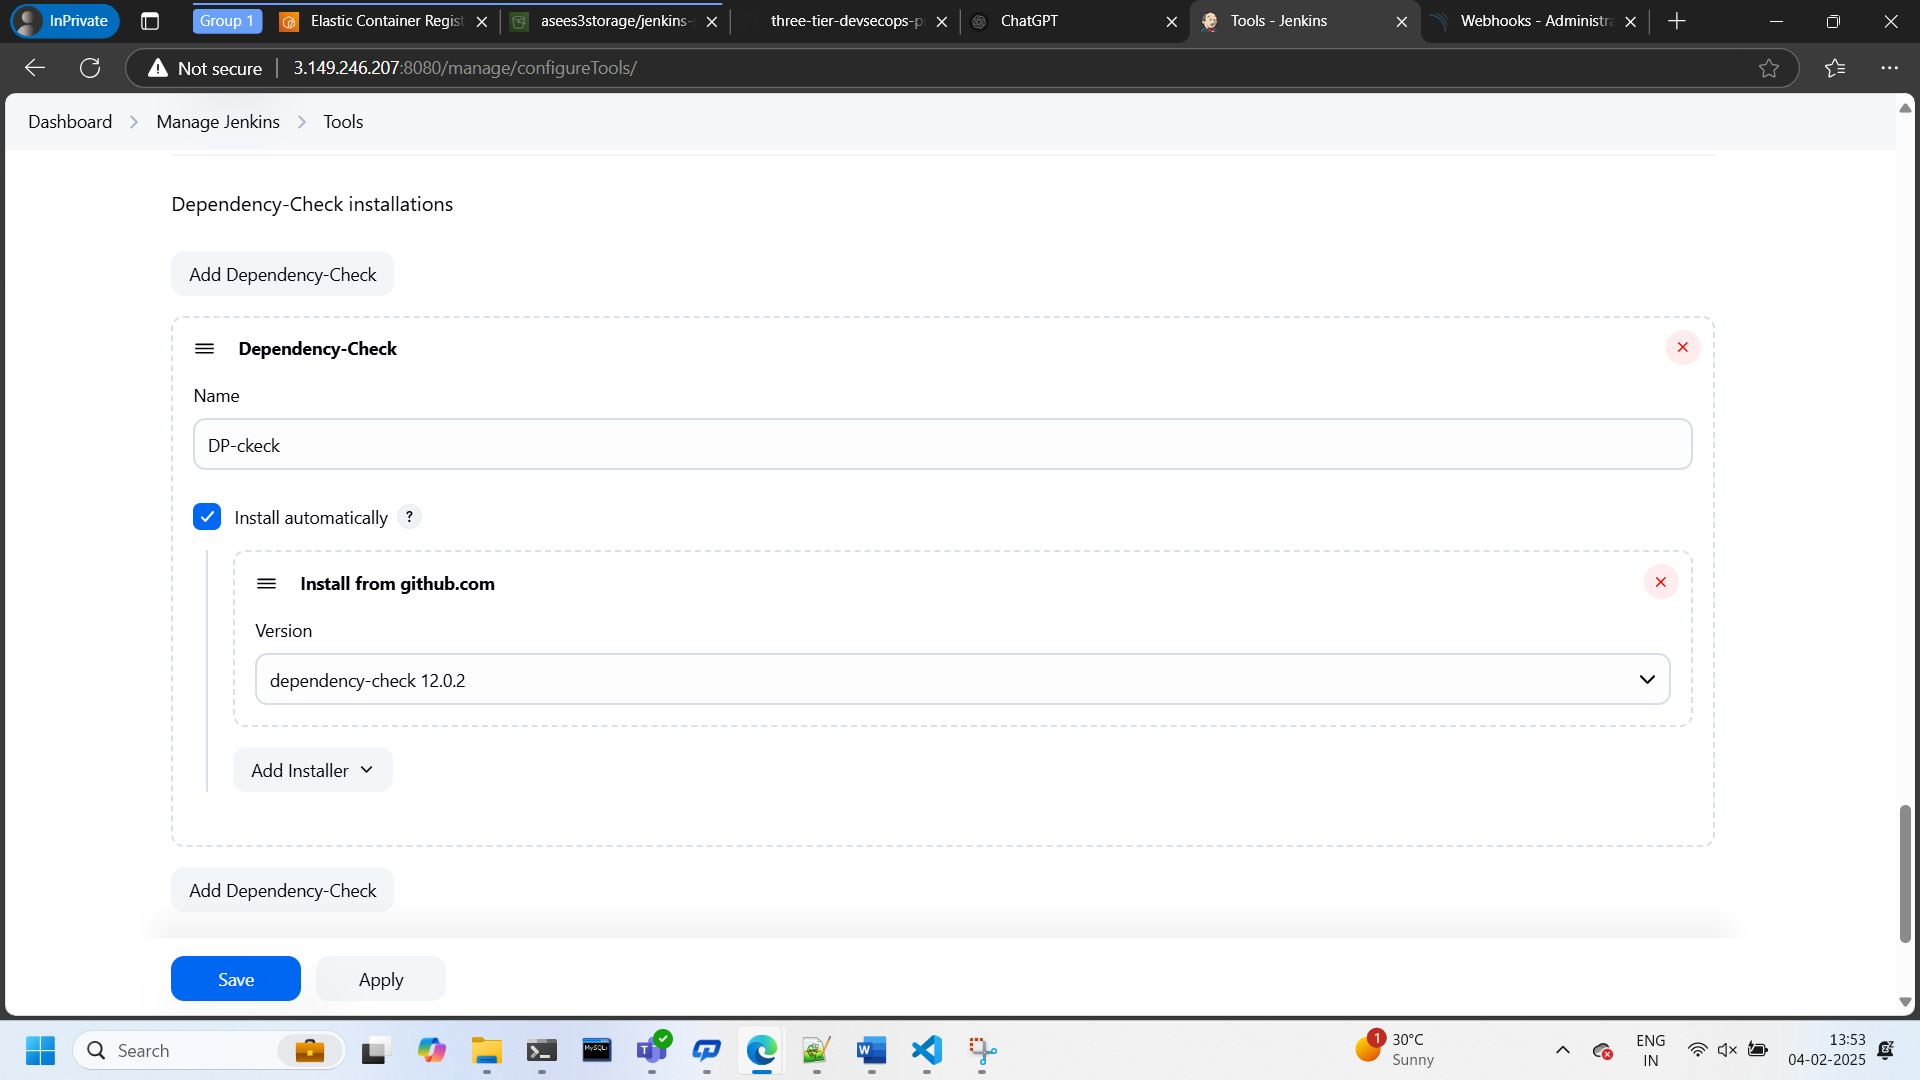 InPrivate
Group 1
Elastic Container Regist
asees3storage/jenkins-
three-tier-devsecops-p
ChatGPT
Tools - Jenkins
Webhooks - Administra
Not secure
3.149.246.207:8080/manage/configureTools/
Dashboard
Manage Jenkins
Tools
Dependency-Check installations
Add Dependency-Check
Dependency-Check
Name
DP-ckeck
Install automatically
?
Install from github.com
Version
dependency-check 12.0.2
Add Installer
Add Dependency-Check
Save
Apply
Search
MySQL
1
30°C
Sunny
ENG
IN
13:53
04-02-2025